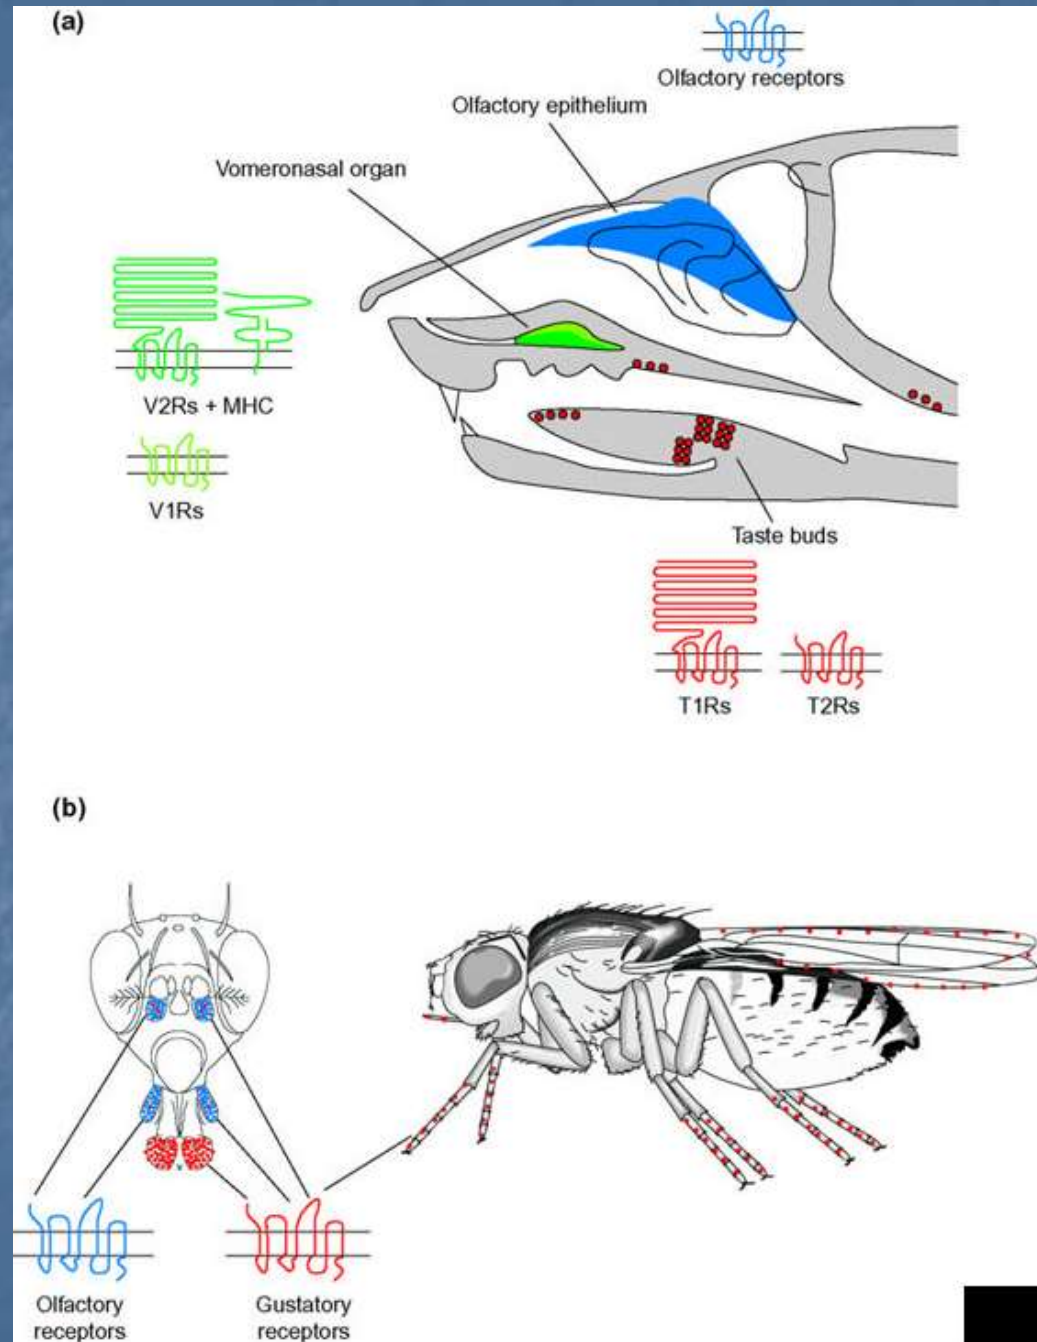 (a)
Olfactory receptors
Olfactory epithelium
Vomeronasal organ
V2Rs + MHC
V1Rs
Taste buds
T1Rs
T2Rs
(b)
Olfactory
receptors
Gustatory
receptors